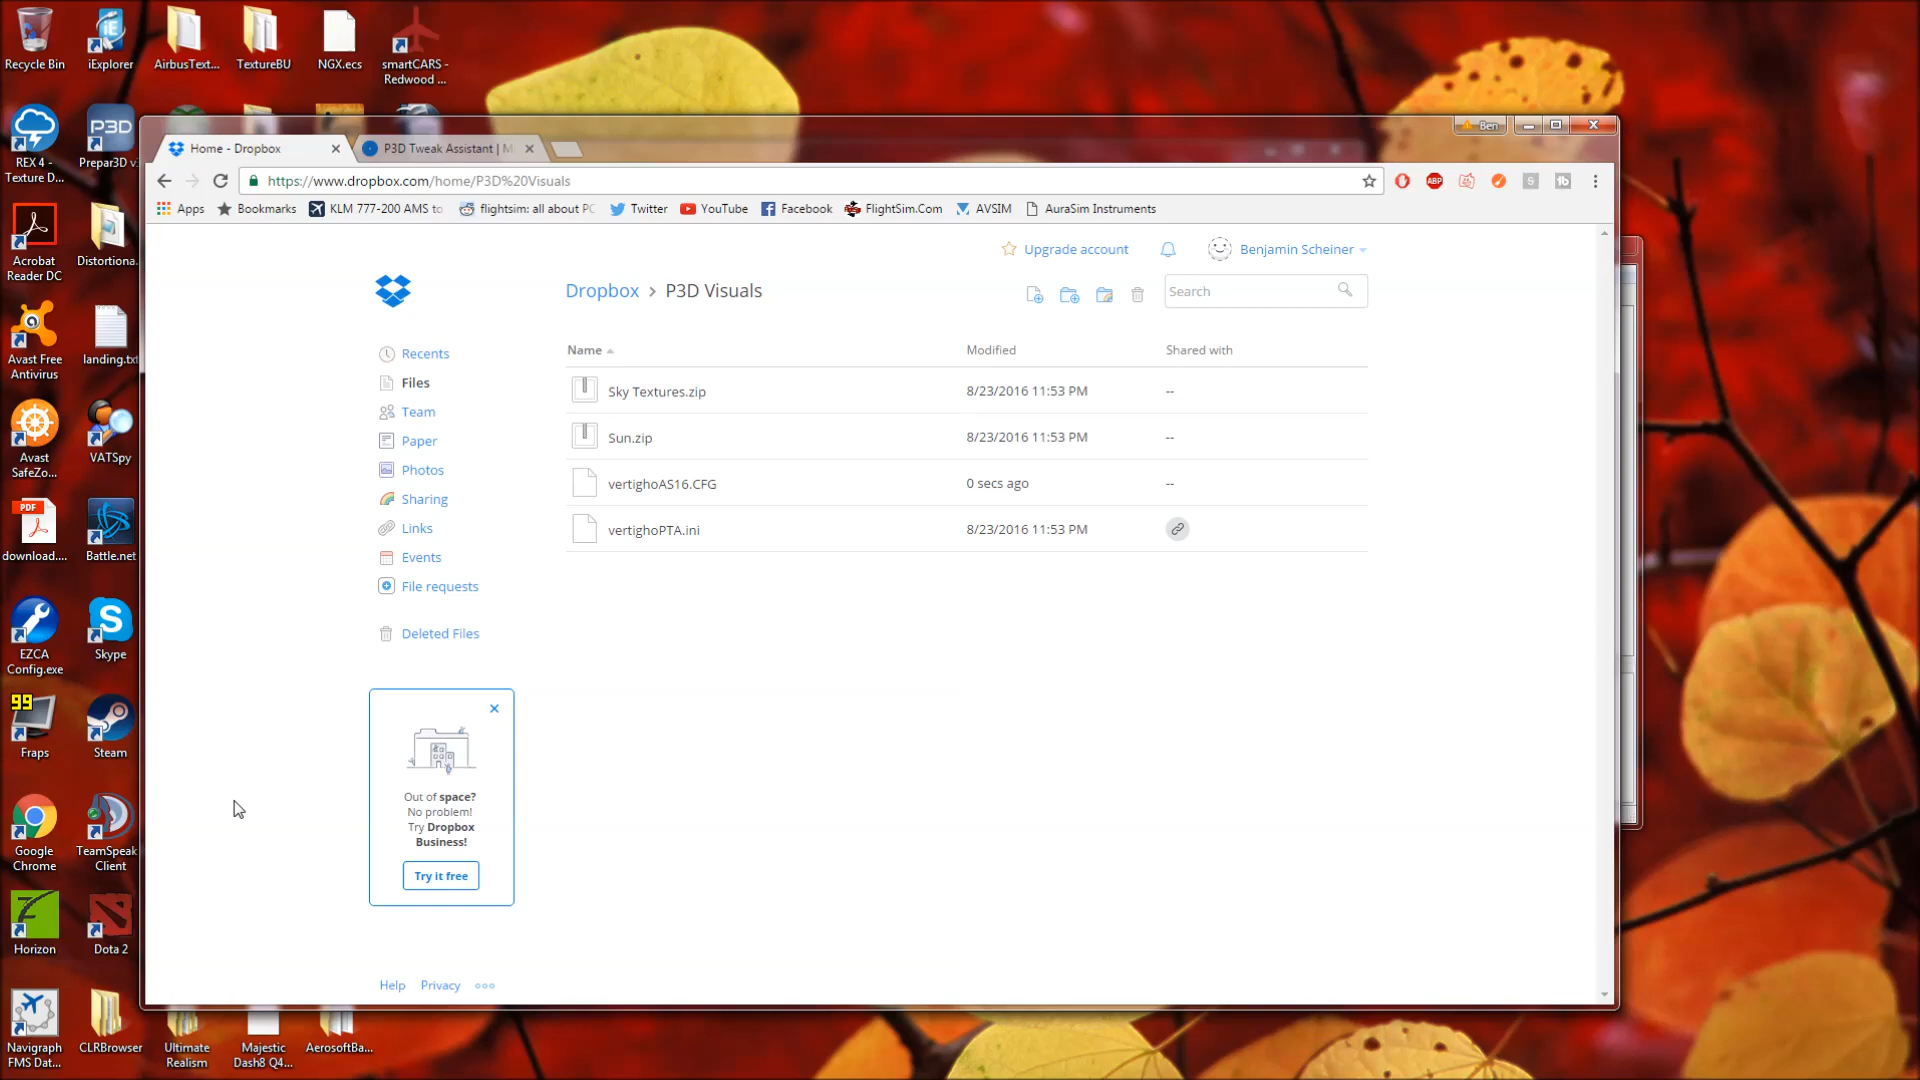 Recycle Bin
iExplorer
AirbusText...
TextureBU
NGX.ecs
smartCARS -
Redwood ...
REX 4 -
Texture D...
P3D
Prepar3D v
Acrobat
Reader DC
Distortiona.
Avast Free
Antivirus
landing.tx
Avast
SafeZo...
VATSpy
PDF
download....
Battle.net
EZCA
Config.exe
Skype
99
Fraps
Steam
Google
Chrome
TeamSpeak
Client
Horizon
Dota 2
Navigraph
FMS Dat...
CLRBrowser
Ultimate
Realism
Majestic
Dash8 Q4...
AerosoftBa...
Ben
Home - Dropbox
P3D Tweak Assistant | M
https://www.dropbox.com/home/P3D%20Visuals
ABP
Apps
Bookmarks
KLM 777-200 AMS to
flightsim: all about PC
Twitter
YouTube
Facebook
FlightSim.Com
AVSIM
AuraSim Instruments
Upgrade account
Benjamin Scheiner
Dropbox > P3D Visuals
Search
Name
Modified
Shared with
Sky Textures.zip
8/23/2016 11:53 PM
--
Sun.zip
8/23/2016 11:53 PM
--
vertighoAS16.CFG
0 secs ago
--
vertighoPTA.ini
8/23/2016 11:53 PM
Recents
Files
Team
Paper
Photos
Sharing
Links
Events
File requests
Deleted Files
Out of space?
No problem!
Try Dropbox
Business!
Try it free
Help
Privacy